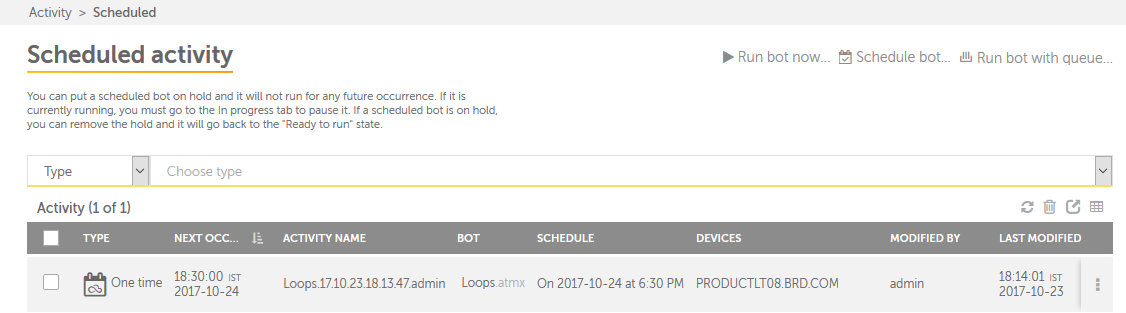 Activity > Scheduled
Scheduled activity
Run bot now... Schedule bot... Run bot with queue...
You can put a scheduled bot on hold and it will not run for any future occurrence. If it is
currently running, you must go to the In progress tab to pause it. If a scheduled bot is on hold,
you can remove the hold and it will go back to the "Ready to run" state.
Type Choose type
Activity (1 of 1)
TYPE NEXT OCC... ACTIVITY NAME BOT SCHEDULE DEVICES MODIFIED BY LAST MODIFIED
One time 18:30:00 IST Loops.17.10.23.18.13.47.admin Loops.atmx On 2017-10-24 at 6:30 PM PRODUCTLT08.BRD.COM admin 18:14:01 IST
2017-10-24 2017-10-23